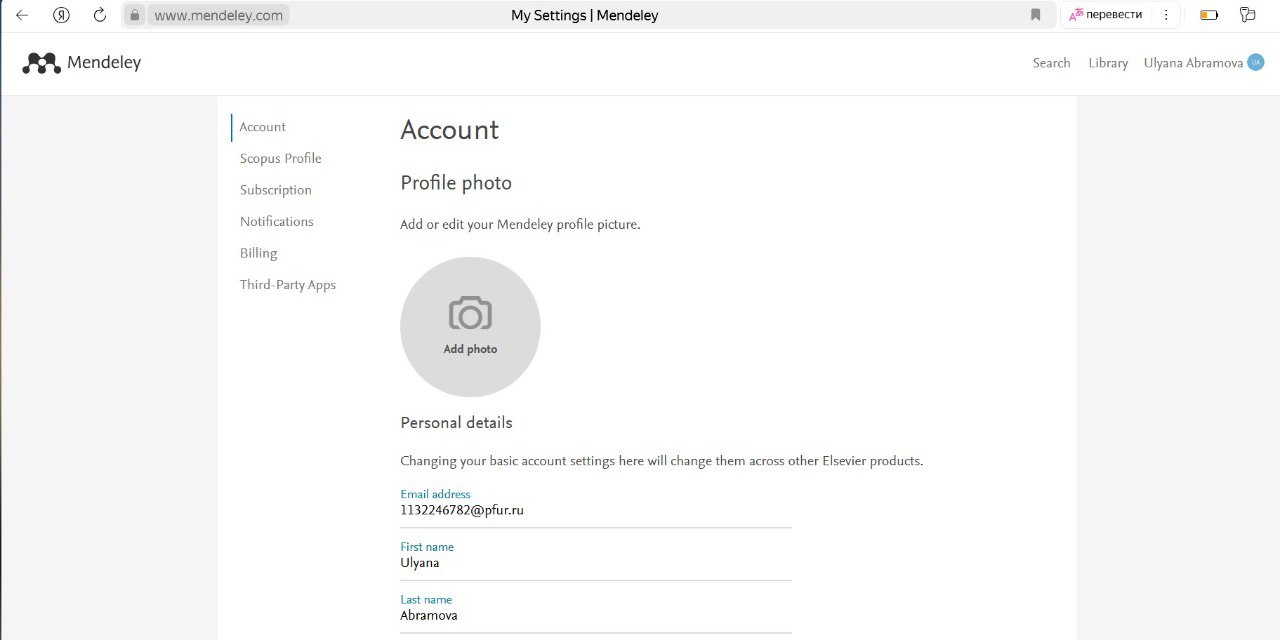 www.mendeley.com
My Settings | Mendeley
перевести
Mendeley
Search
Library
Ulyana Abramova
UA
Account
Scopus Profile
Subscription
Notifications
Billing
Third-Party Apps
Account
Profile photo
Add or edit your Mendeley profile picture.
Add photo
Personal details
Changing your basic account settings here will change them across other Elsevier products.
Email address
1132246782@pfur.ru
First name
Ulyana
Last name
Abramova